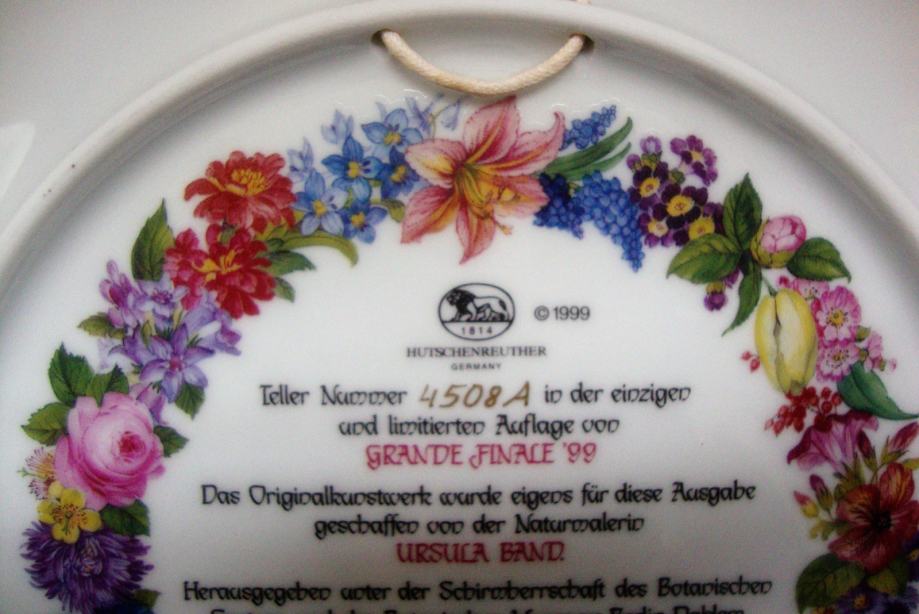 1814
© 1999
HUTSCHENREUTHER
GERMANY
Teller Nummer 4508A in der einzigen
und limitierten Auflage von
GRANDE FINALE '99
Das Originalkunstwerk wurde eigens für diese Ausgabe
geschaffen von der Naturmalerin
URSULA BAND.
Herausgegeben unter der Schirmherrschaft des Botanischen